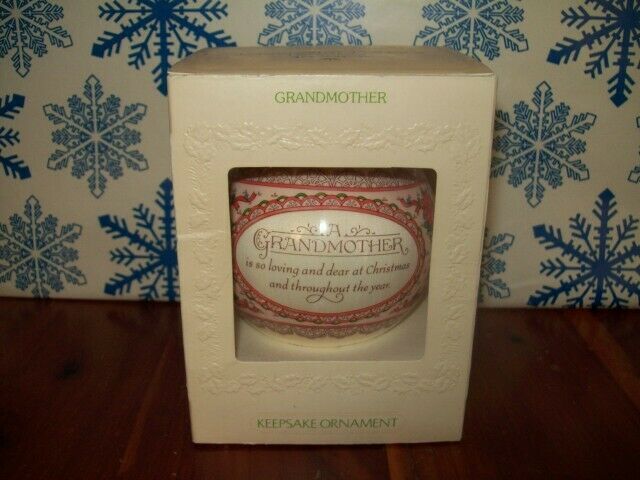 GRANDMOTHER
A
GRANDMOTHER
is so loving and dear at Christmas
and throughout the year.
KEEPSAKE ORNAMENT